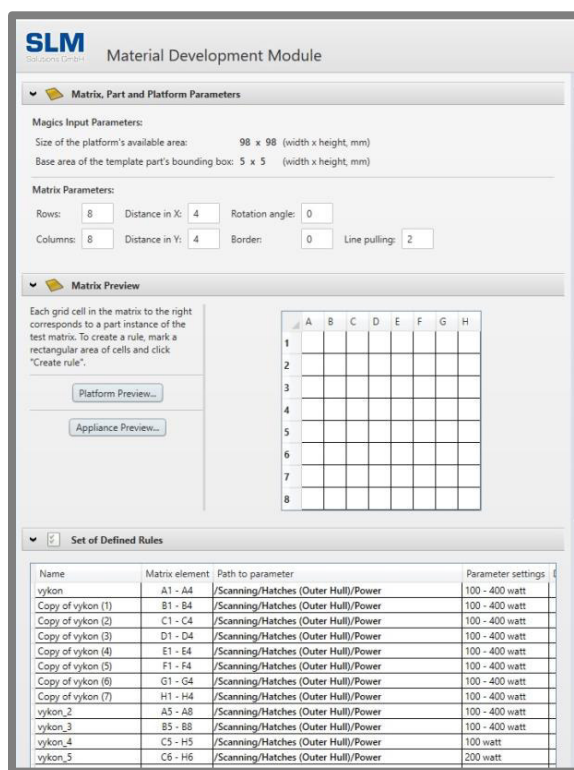 SLM
Solutions GmbH
Material Development Module
Matrix, Part and Platform Parameters
Magics Input Parameters:
Size of the platform's available area: 98 x 98 (width x height, mm)
Base area of the template part's bounding box: 5 x 5 (width x height, mm)
Matrix Parameters:
Rows: 8 Distance in X: 4 Rotation angle: 0
Columns: 8 Distance in Y: 4 Border: 0 Line pulling: 2
Matrix Preview
Each grid cell in the matrix to the right
corresponds to a part instance of the
test matrix. To create a rule, mark a
rectangular area of cells and click
"Create rule".
Platform Preview...
Appliance Preview...
A B C D E F G H
1
2
3
4
5
6
7
8
Set of Defined Rules
Name Matrix element Path to parameter Parameter settings
vykon A1 - A4 /Scanning/Hatches (Outer Hull)/Power 100 - 400 watt
Copy of vykon (1) B1 - B4 /Scanning/Hatches (Outer Hull)/Power 100 - 400 watt
Copy of vykon (2) C1 - C4 /Scanning/Hatches (Outer Hull)/Power 100 - 400 watt
Copy of vykon (3) D1 - D4 /Scanning/Hatches (Outer Hull)/Power 100 - 400 watt
Copy of vykon (4) E1 - E4 /Scanning/Hatches (Outer Hull)/Power 100 - 400 watt
Copy of vykon (5) F1 - F4 /Scanning/Hatches (Outer Hull)/Power 100 - 400 watt
Copy of vykon (6) G1 - G4 /Scanning/Hatches (Outer Hull)/Power 100 - 400 watt
Copy of vykon (7) H1 - H4 /Scanning/Hatches (Outer Hull)/Power 100 - 400 watt
vykon_2 A5 - A8 /Scanning/Hatches (Outer Hull)/Power 100 - 400 watt
vykon_3 B5 - B8 /Scanning/Hatches (Outer Hull)/Power 100 - 400 watt
vykon_4 C5 - H5 /Scanning/Hatches (Outer Hull)/Power 100 watt
vykon_5 C6 - H6 /Scanning/Hatches (Outer Hull)/Power 200 watt